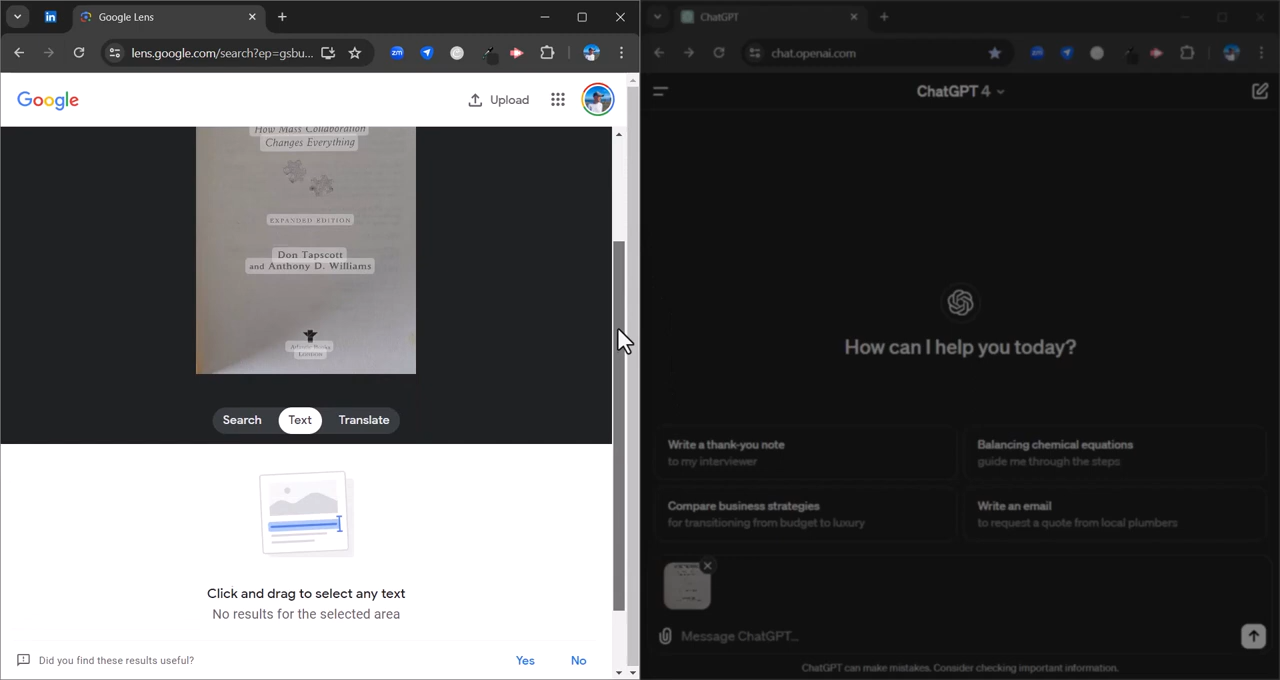 Google Lens
ChatGPT
lens.google.com/search?ep=gsbu...
chat.openai.com
Google
Upload
ChatGPT 4
How Mass Collaboration
Changes Everything
EXPANDED EDITION
Don Tapscott
and Anthony D. Williams
Search
Text
Translate
Click and drag to select any text
No results for the selected area
Did you find these results useful?
Yes
No
How can I help you today?
Write a thank-you note
to my interviewer
Balancing chemical equations
guide me through the steps
Compare business strategies
for transitioning from budget to luxury
Write an email
to request a quote from local plumbers
Message ChatGPT...
ChatGPT can make mistakes. Consider checking important information.